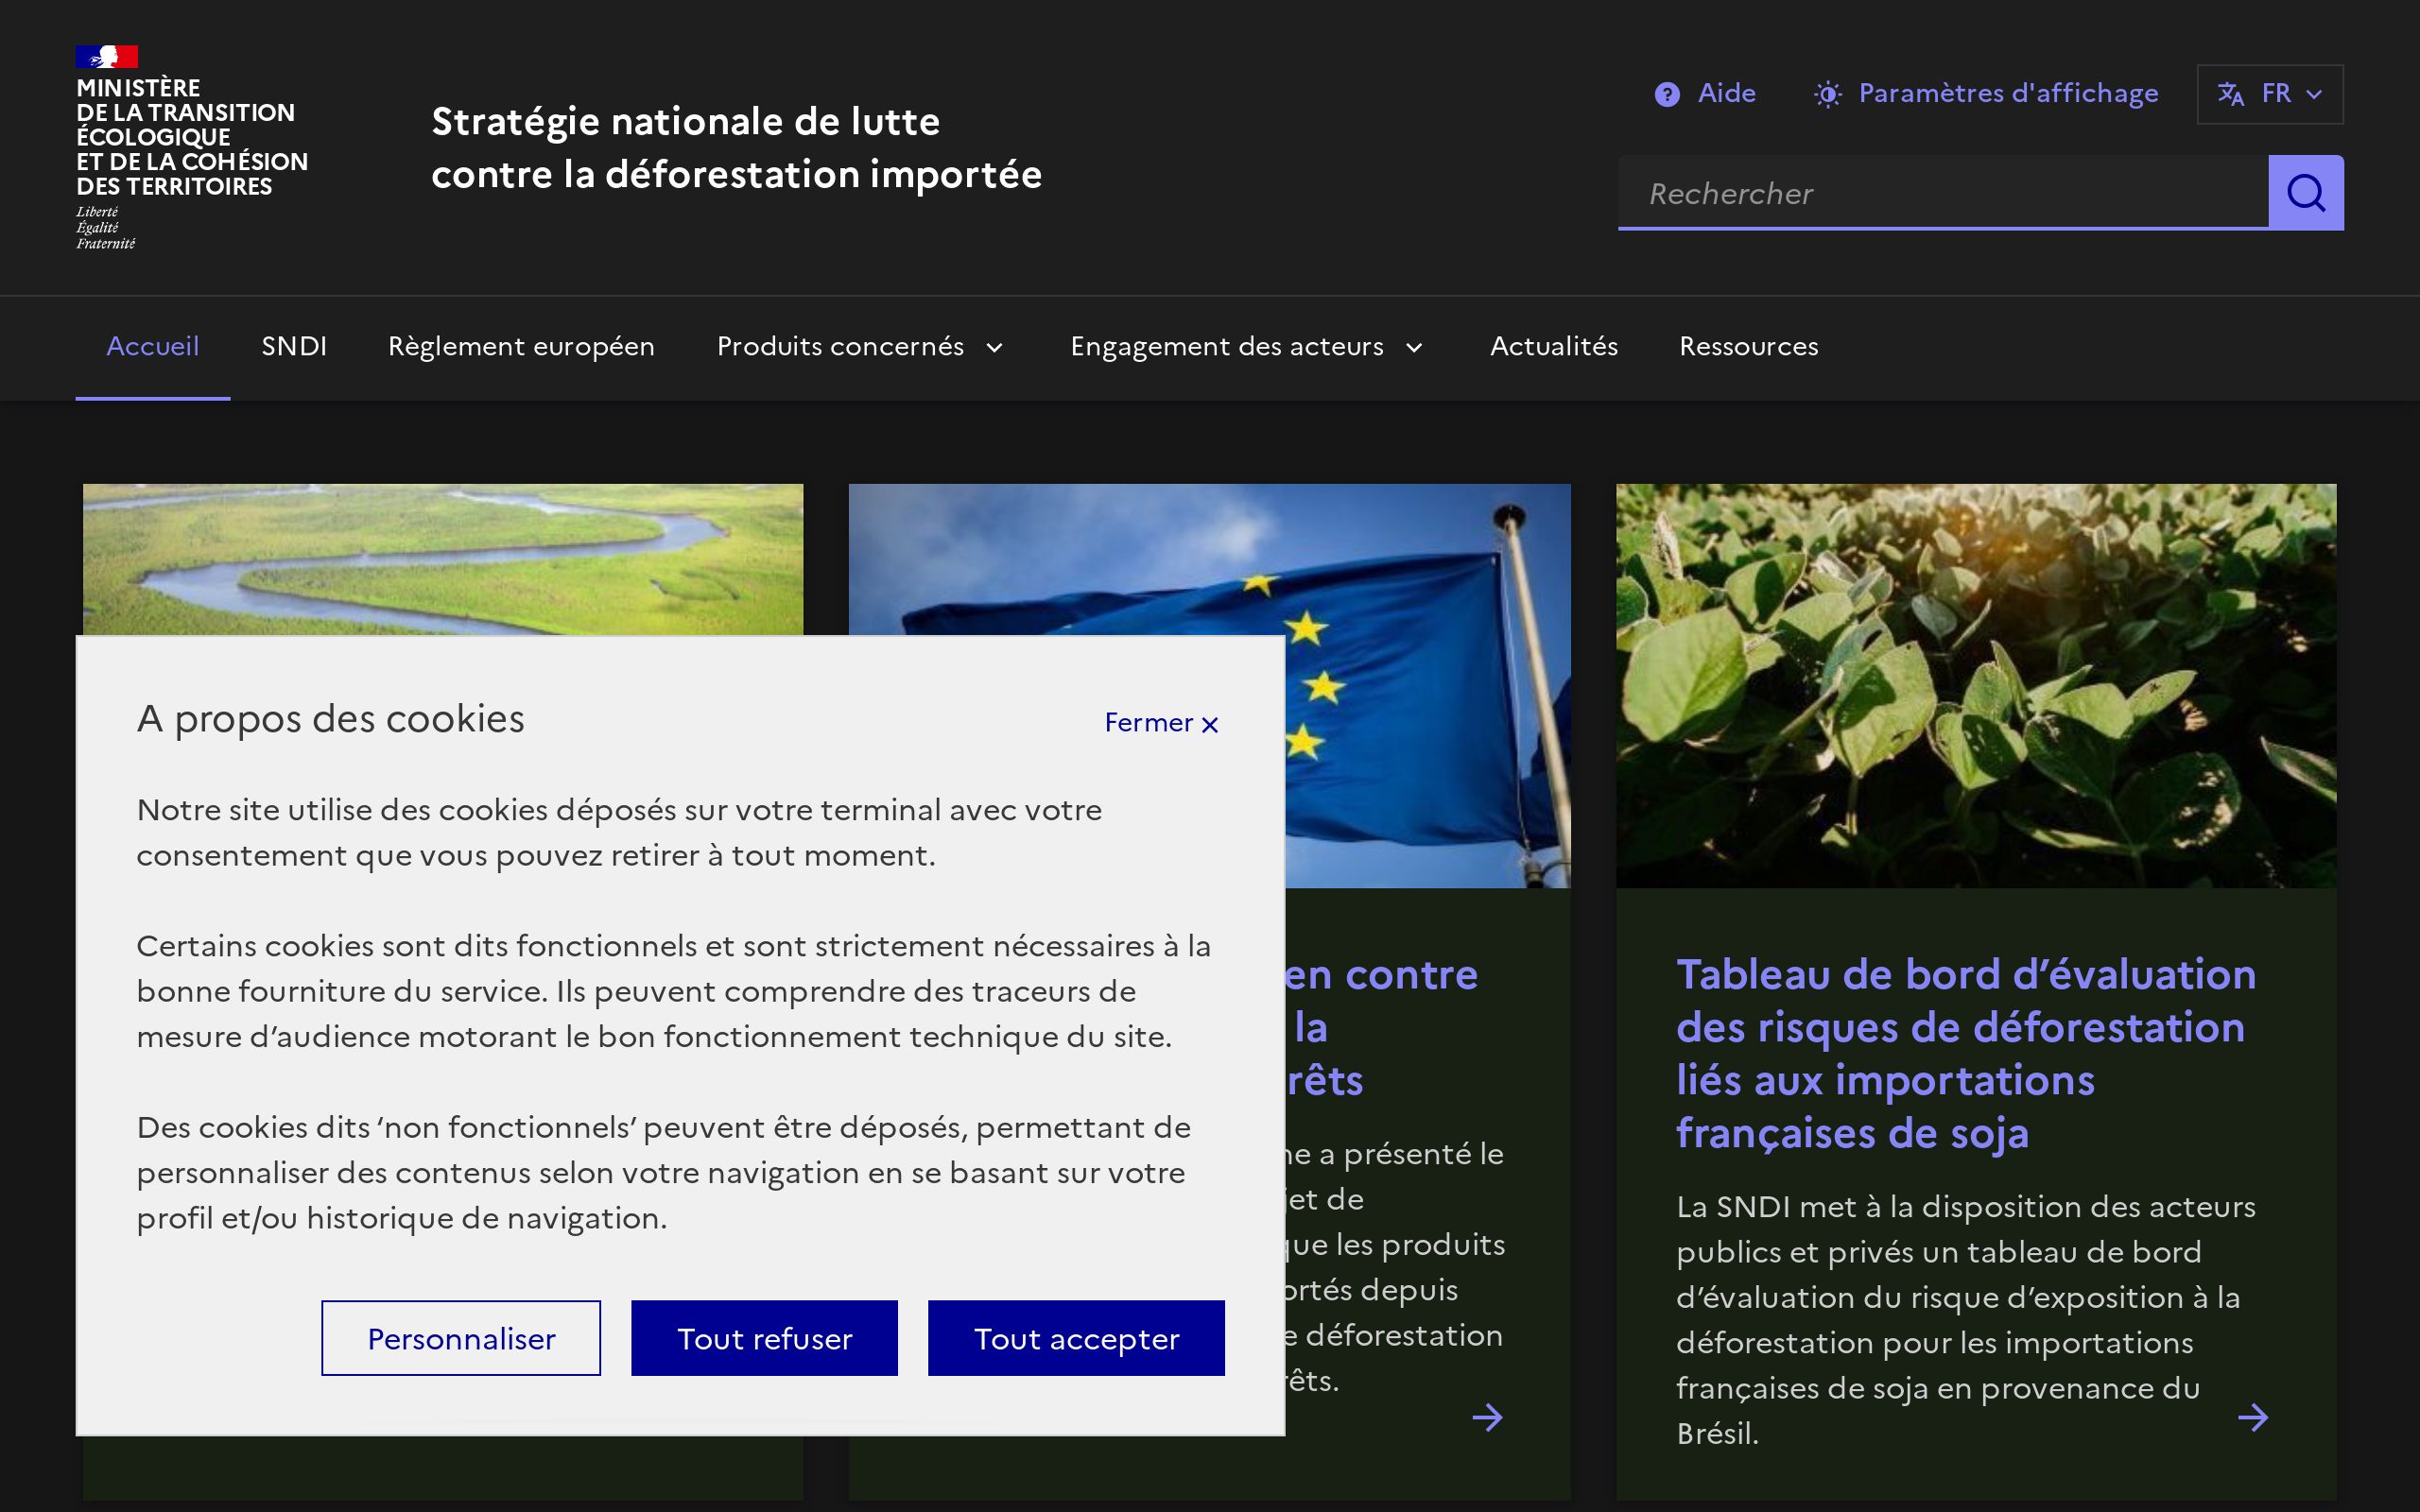 MINISTÈRE
DE LA TRANSITION
ÉCOLOGIQUE
ET DE LA COHÉSION
DES TERRITOIRES
Liberté
Égalité
Fraternité
Stratégie nationale de lutte
contre la déforestation importée
Aide
Paramètres d'affichage
FR
Rechercher
Accueil
SNDI
Règlement européen
Produits concernés
Engagement des acteurs
Actualités
Ressources
A propos des cookies
Fermer
Notre site utilise des cookies déposés sur votre terminal avec votre
consentement que vous pouvez retirer à tout moment.
Certains cookies sont dits fonctionnels et sont strictement nécessaires à la
bonne fourniture du service. Ils peuvent comprendre des traceurs de
mesure d’audience motorant le bon fonctionnement technique du site.
Des cookies dits ‘non fonctionnels’ peuvent être déposés, permettant de
personnaliser des contenus selon votre navigation en se basant sur votre
profil et/ou historique de navigation.
Personnaliser
Tout refuser
Tout accepter
contre
la
a présenté le
de
les produits
depuis
déforestation
Tableau de bord d’évaluation
des risques de déforestation
liés aux importations
françaises de soja
La SNDI met à la disposition des acteurs
publics et privés un tableau de bord
d’évaluation du risque d’exposition à la
déforestation pour les importations
françaises de soja en provenance du
Brésil.